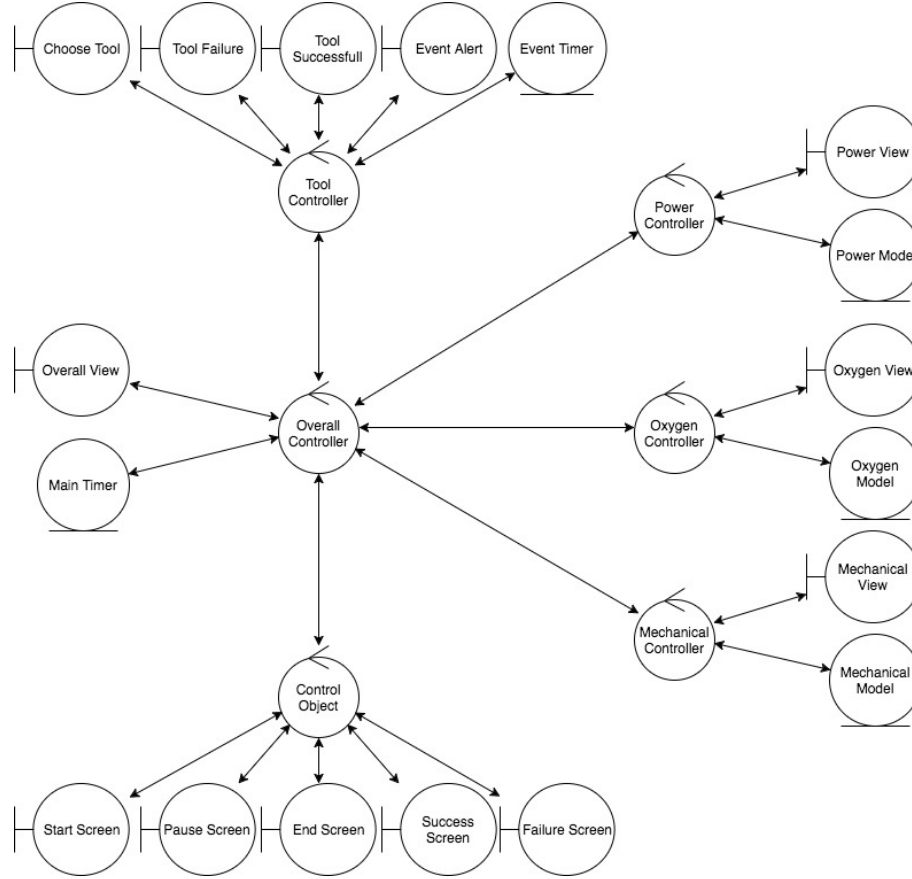 Choose Tool
Tool Failure
Tool
Successfull
Event Alert
Event Timer
Tool
Controller
Power View
Power
Controller
Power Model
Overall View
Overall
Controller
Main Timer
Oxygen View
Oxygen
Controller
Oxygen
Model
Mechanical
View
Mechanical
Controller
Mechanical
Model
Control
Object
Start Screen
Pause Screen
End Screen
Success
Screen
Failure Screen